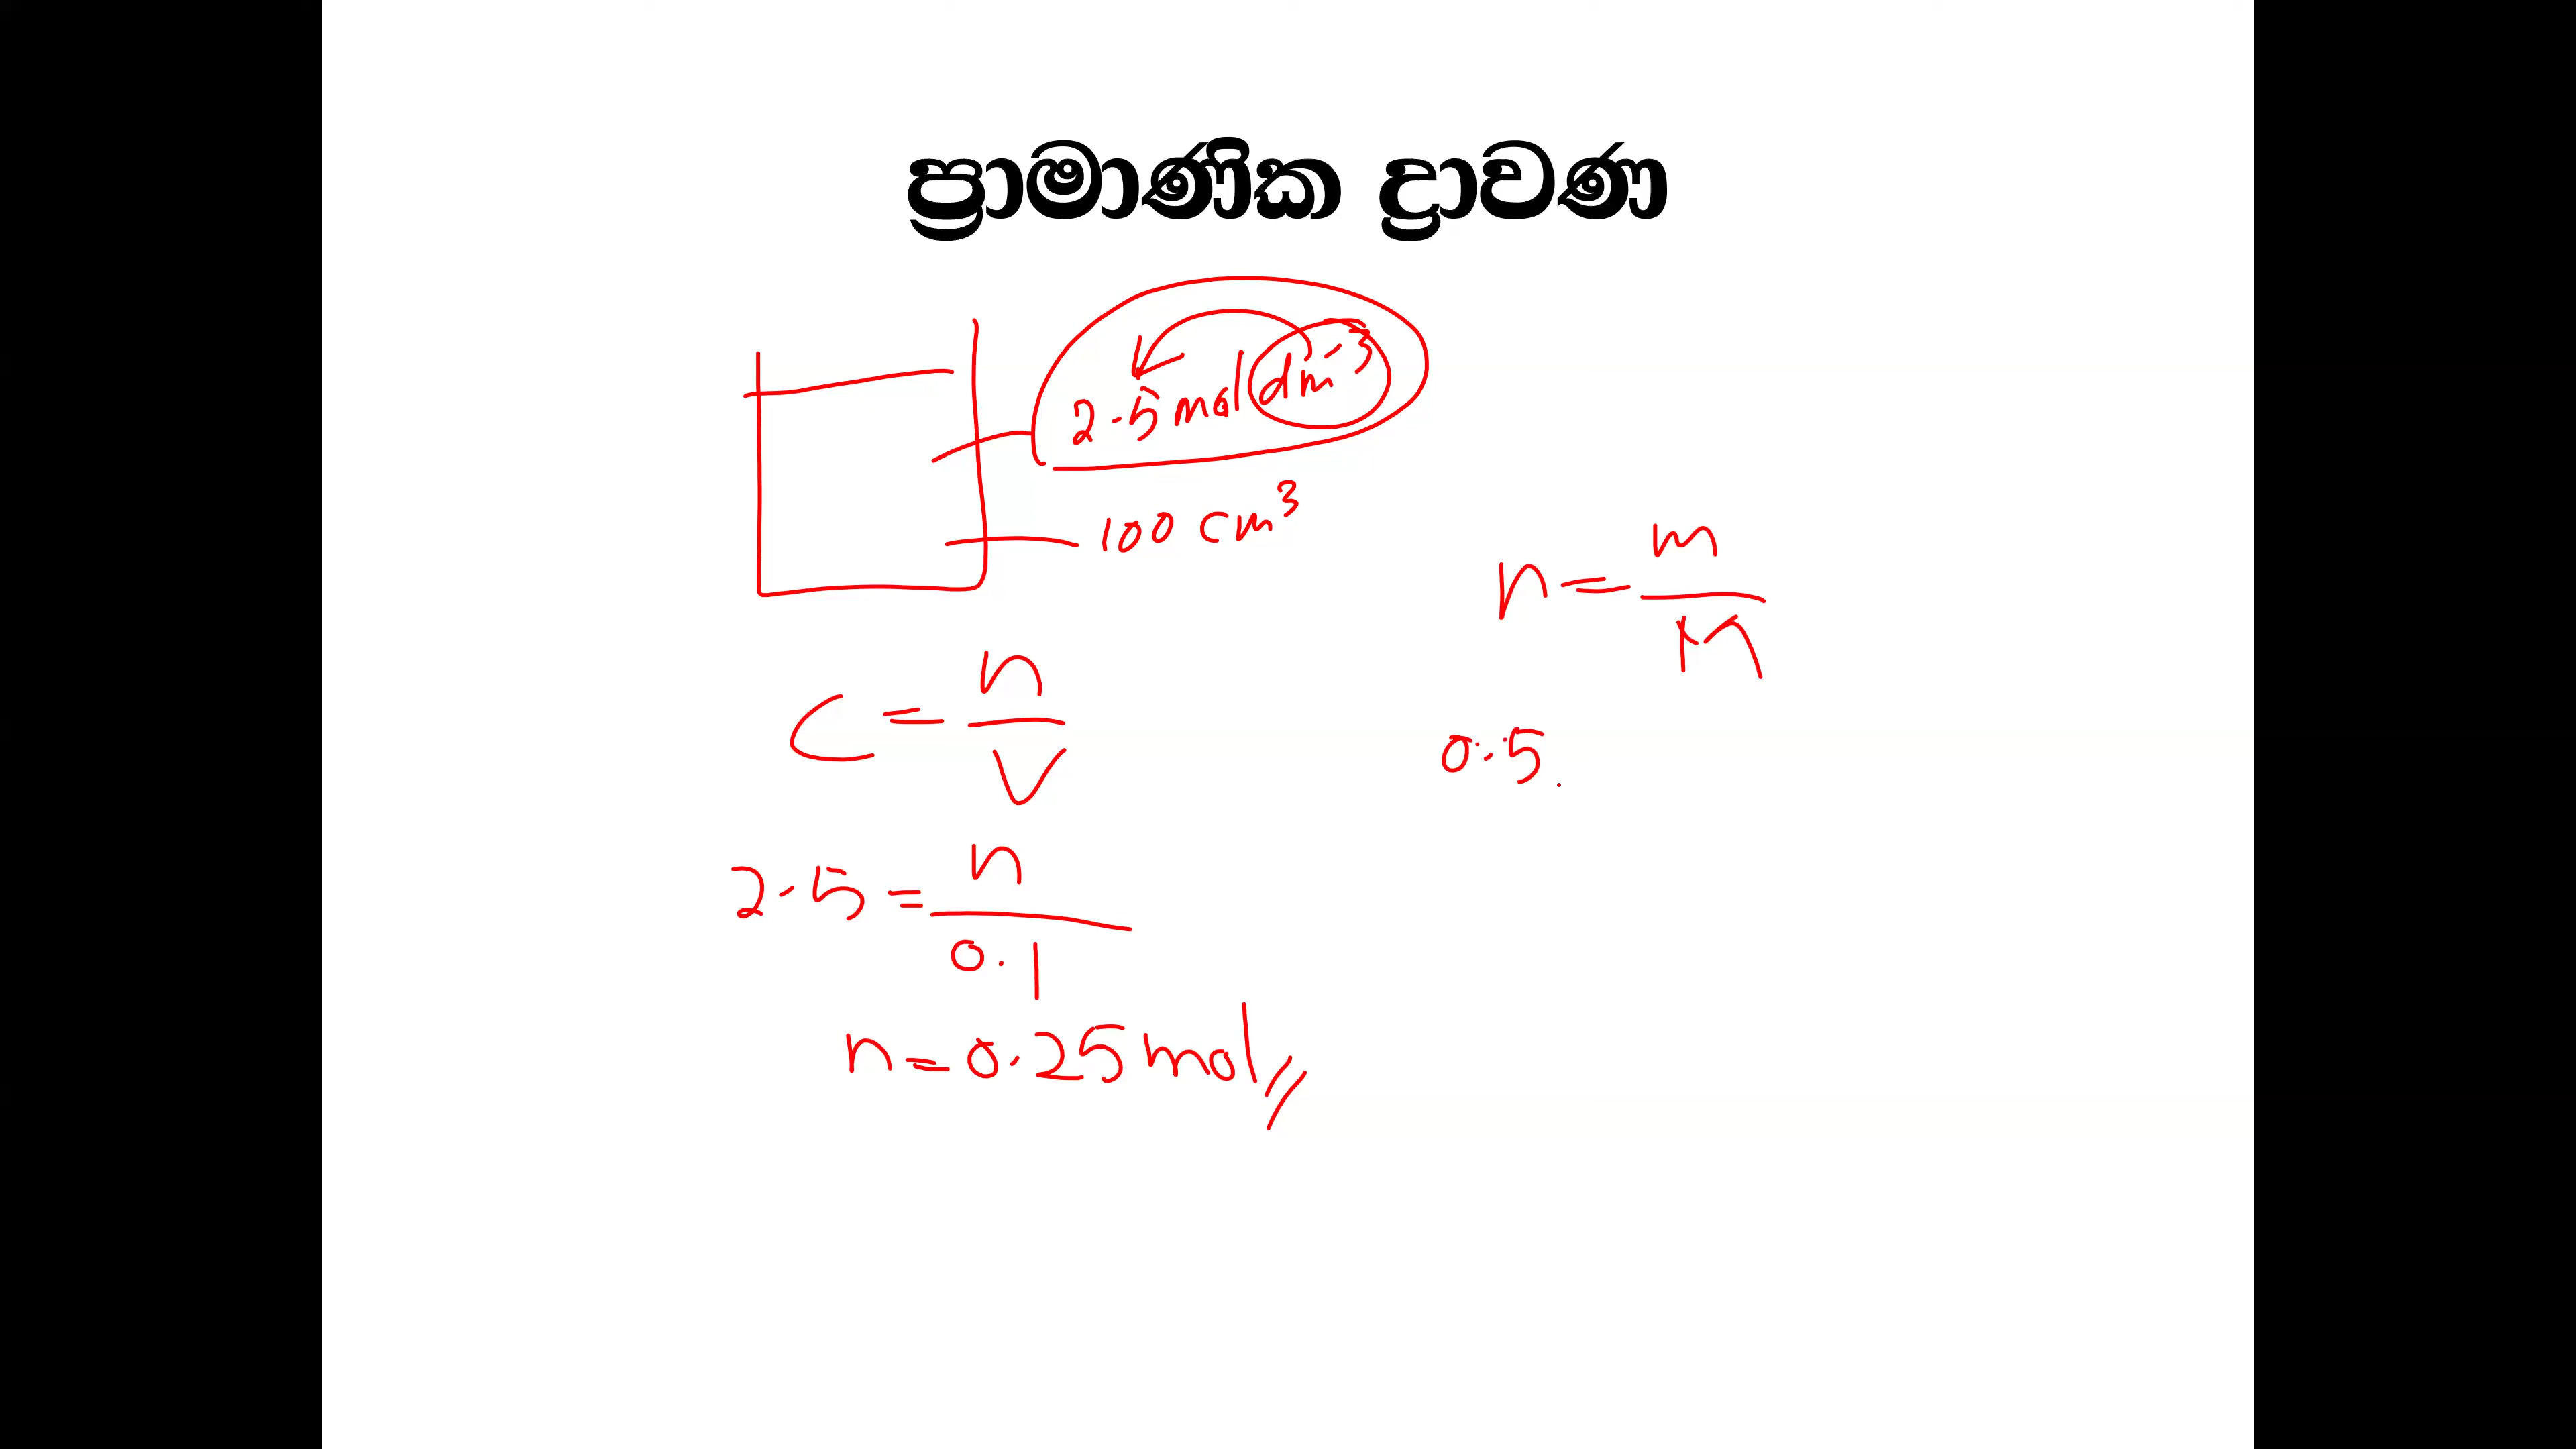 ප්‍රාමාණික ද්‍රාවණ
2.5 mol dm⁻³
100 cm³
n = m / M
C = n / V
0.5
2.5 = n / 0.1
n = 0.25 mol //